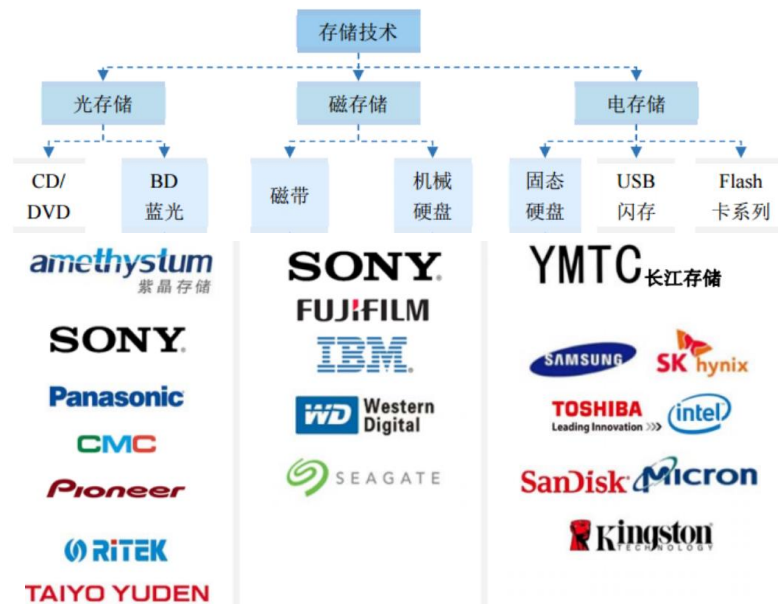 存储技术
光存储
磁存储
电存储
CD/
DVD
BD
蓝光
磁带
机械
硬盘
固态
硬盘
USB
闪存
Flash
卡系列
amethystum
紫晶存储
SONY
Panasonic
CMC
Pioneer
RiTEK
TAIYO YUDEN
SONY
FUJIFILM
IBM
WD Western
Digital
SEAGATE
YMTC长江存储
SAMSUNG
SK hynix
TOSHIBA
Leading Innovation >>>
intel
SanDisk
Micron
Kingston
TECHNOLOGY